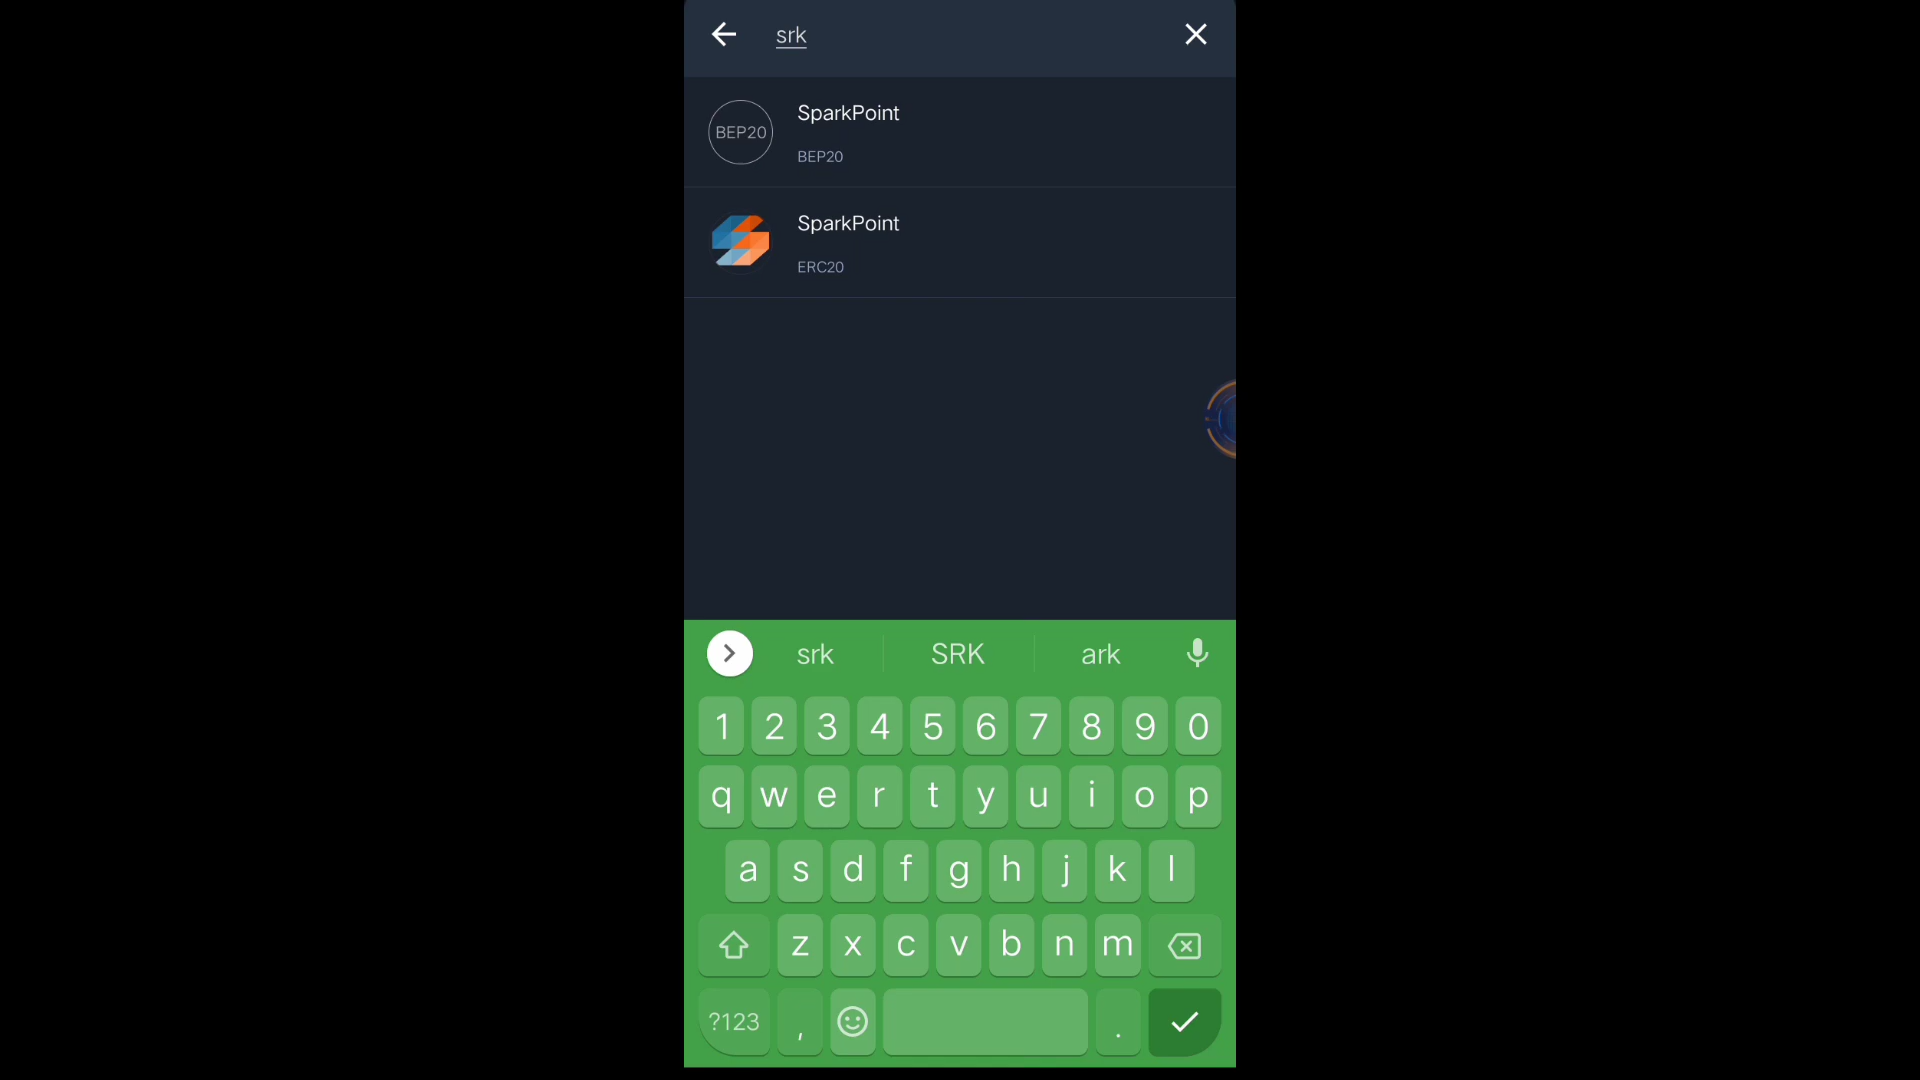 srk
BEP20
SparkPoint
BEP20
SparkPoint
ERC20
srk SRK ark
1 2 3 4 5 6 7 8 9 0
q w e r t y u i o p
a s d f g h j k l
z x c v b n m
?123 , .